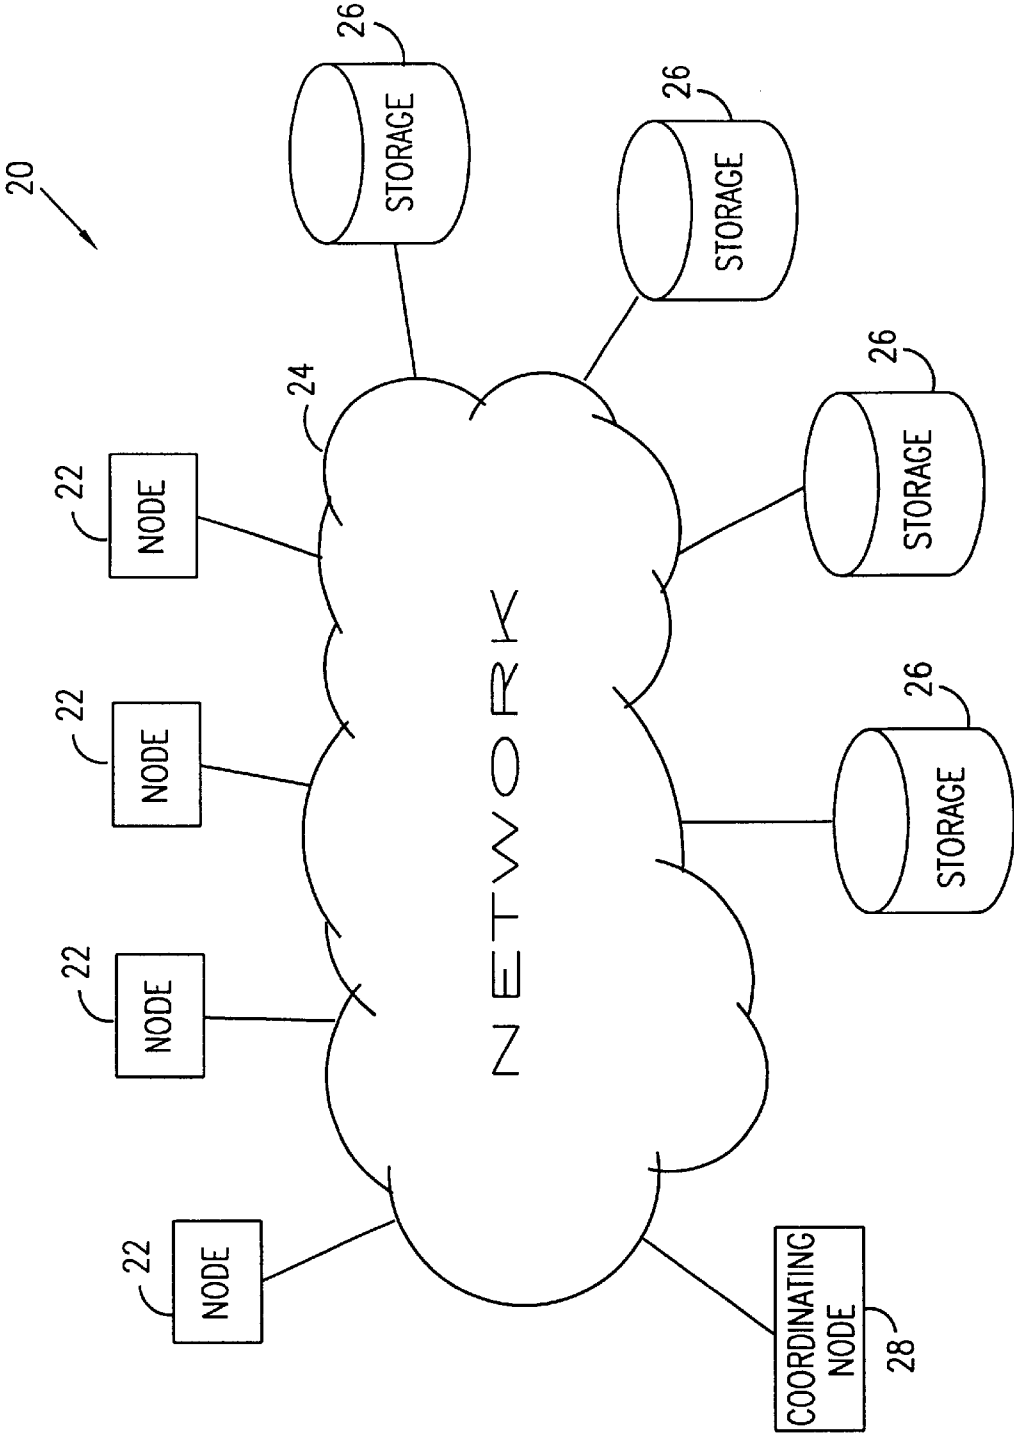 20
22
NODE
22
NODE
22
NODE
22
NODE
24
26
STORAGE
26
STORAGE
NETWORK
26
STORAGE
26
STORAGE
COORDINATING
NODE
28